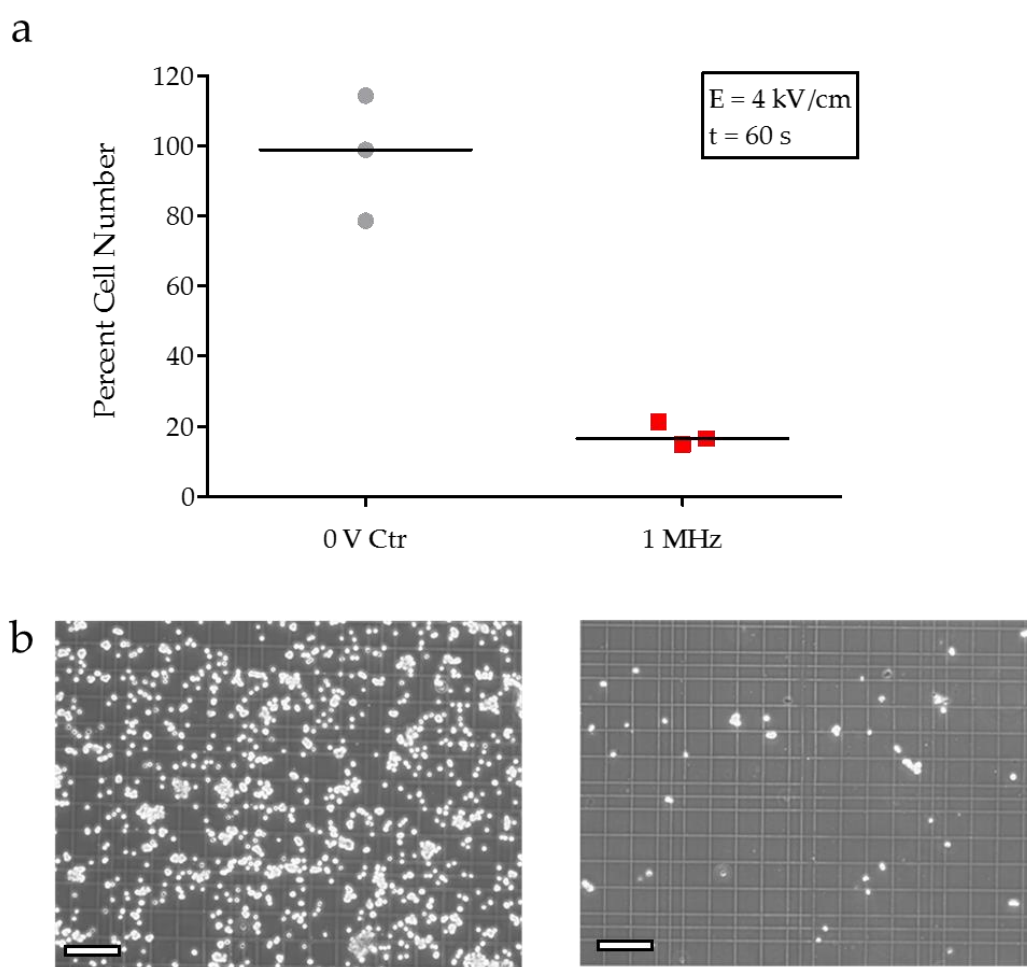 a
120
100
80
60
40
20
0
Percent Cell Number
E = 4 kV/cm
t = 60 s
0 V Ctr
1 MHz
b